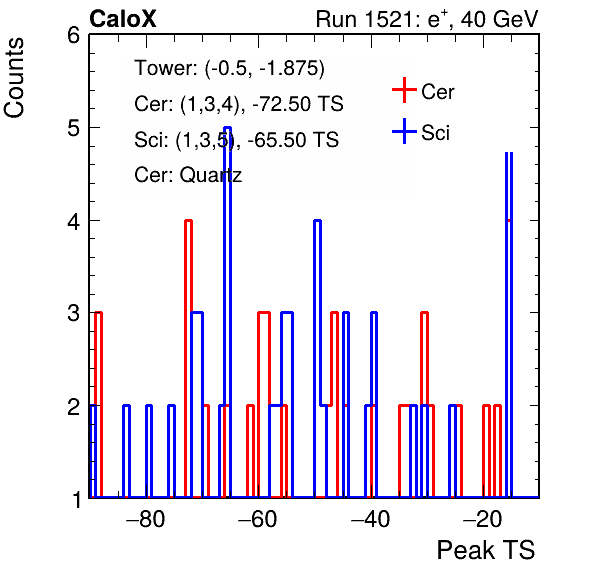 CaloX Run 1521: e+, 40 GeV
Counts
Tower: (-0.5, -1.875)
Cer: (1,3,4), -72.50 TS
Sci: (1,3,5), -65.50 TS
Cer: Quartz
Cer
Sci
6
5
4
3
2
1
−80 −60 −40 −20
Peak TS